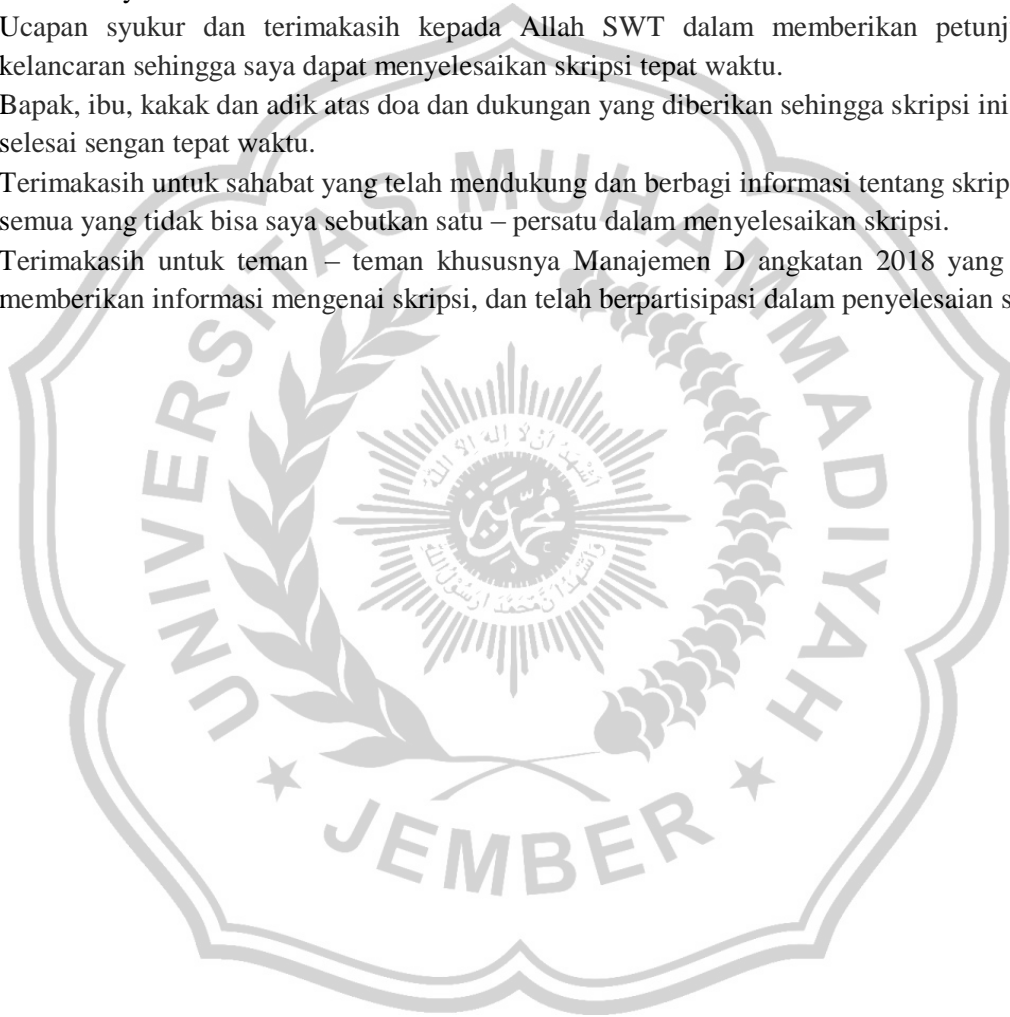 Ucapan syukur dan terimakasih kepada Allah SWT dalam memberikan petunj
kelancaran sehingga saya dapat menyelesaikan skripsi tepat waktu.
Bapak, ibu, kakak dan adik atas doa dan dukungan yang diberikan sehingga skripsi ini
selesai sengan tepat waktu.
Terimakasih untuk sahabat yang telah mendukung dan berbagi informasi tentang skrip
semua yang tidak bisa saya sebutkan satu – persatu dalam menyelesaikan skripsi.
Terimakasih untuk teman – teman khususnya Manajemen D angkatan 2018 yang
memberikan informasi mengenai skripsi, dan telah berpartisipasi dalam penyelesaian s
UNIVERSITAS MUHAMMADIYAH
JEMBER